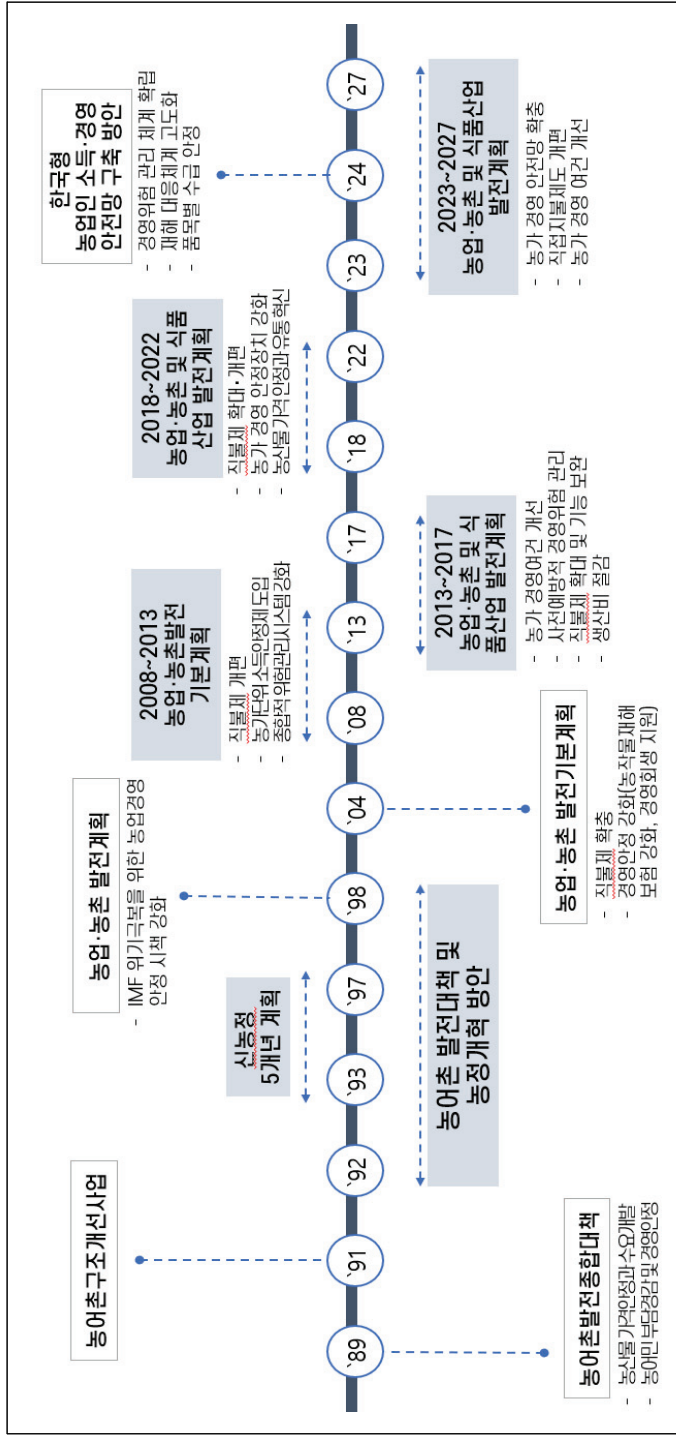 농어촌구조개선사업
신농정
5개년 계획
농업·농촌 발전계획
- IMF 위기극복을 위한 농업경영
안정 시책 강화
2008~2013
농업·농촌발전
기본계획
- 직불제 개편
- 농가단위 소득안정제 도입
- 종합적 위험관리시스템 강화
2018~2022
농업·농촌 및 식품
산업 발전계획
- 직불제 확대·개편
- 농가 경영 안정장치 강화
- 농산물 가격안정과 유통혁신
한국형
농업인 소득·경영
안전망 구축 방안
- 경영위험 관리 체계 확립
- 재해 대응체계 고도화
- 품목별 수급 안정
`89
`91
`92
`93
`97
`98
`04
`08
`13
`17
`18
`22
`23
`24
`27
농어촌발전종합대책
- 농산물 가격안정과 수요개발
- 농어민 부담경감 및 경영안정
농어촌 발전대책 및
농정개혁 방안
농업·농촌 발전기본계획
- 직불제 확충
- 경영안정 강화(농작물재해
보험 강화, 경영회생 지원)
2013~2017
농업·농촌 및 식
품산업 발전계획
- 농가 경영여건 개선
- 사전예방적 경영위험 관리
- 직불제 확대 및 기능 보완
- 생산비 절감
2023~2027
농업·농촌 및 식품산업
발전계획
- 농가 경영 안전망 확충
- 직접지불제도 개편
- 농가 경영 여건 개선